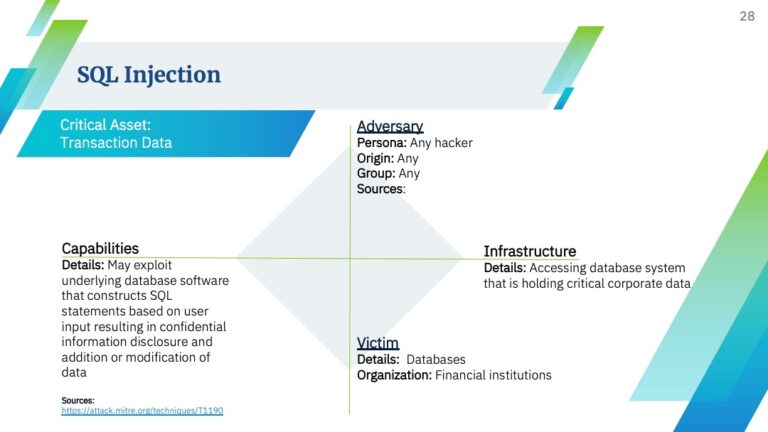 28
SQL Injection
Critical Asset:
Transaction Data
Adversary
Persona: Any hacker
Origin: Any
Group: Any
Sources:
Capabilities
Details: May exploit
underlying database software
that constructs SQL
statements based on user
input resulting in confidential
information disclosure and
addition or modification of
data
Sources:
https://attack.mitre.org/techniques/T1190
Infrastructure
Details: Accessing database system
that is holding critical corporate data
Victim
Details: Databases
Organization: Financial institutions